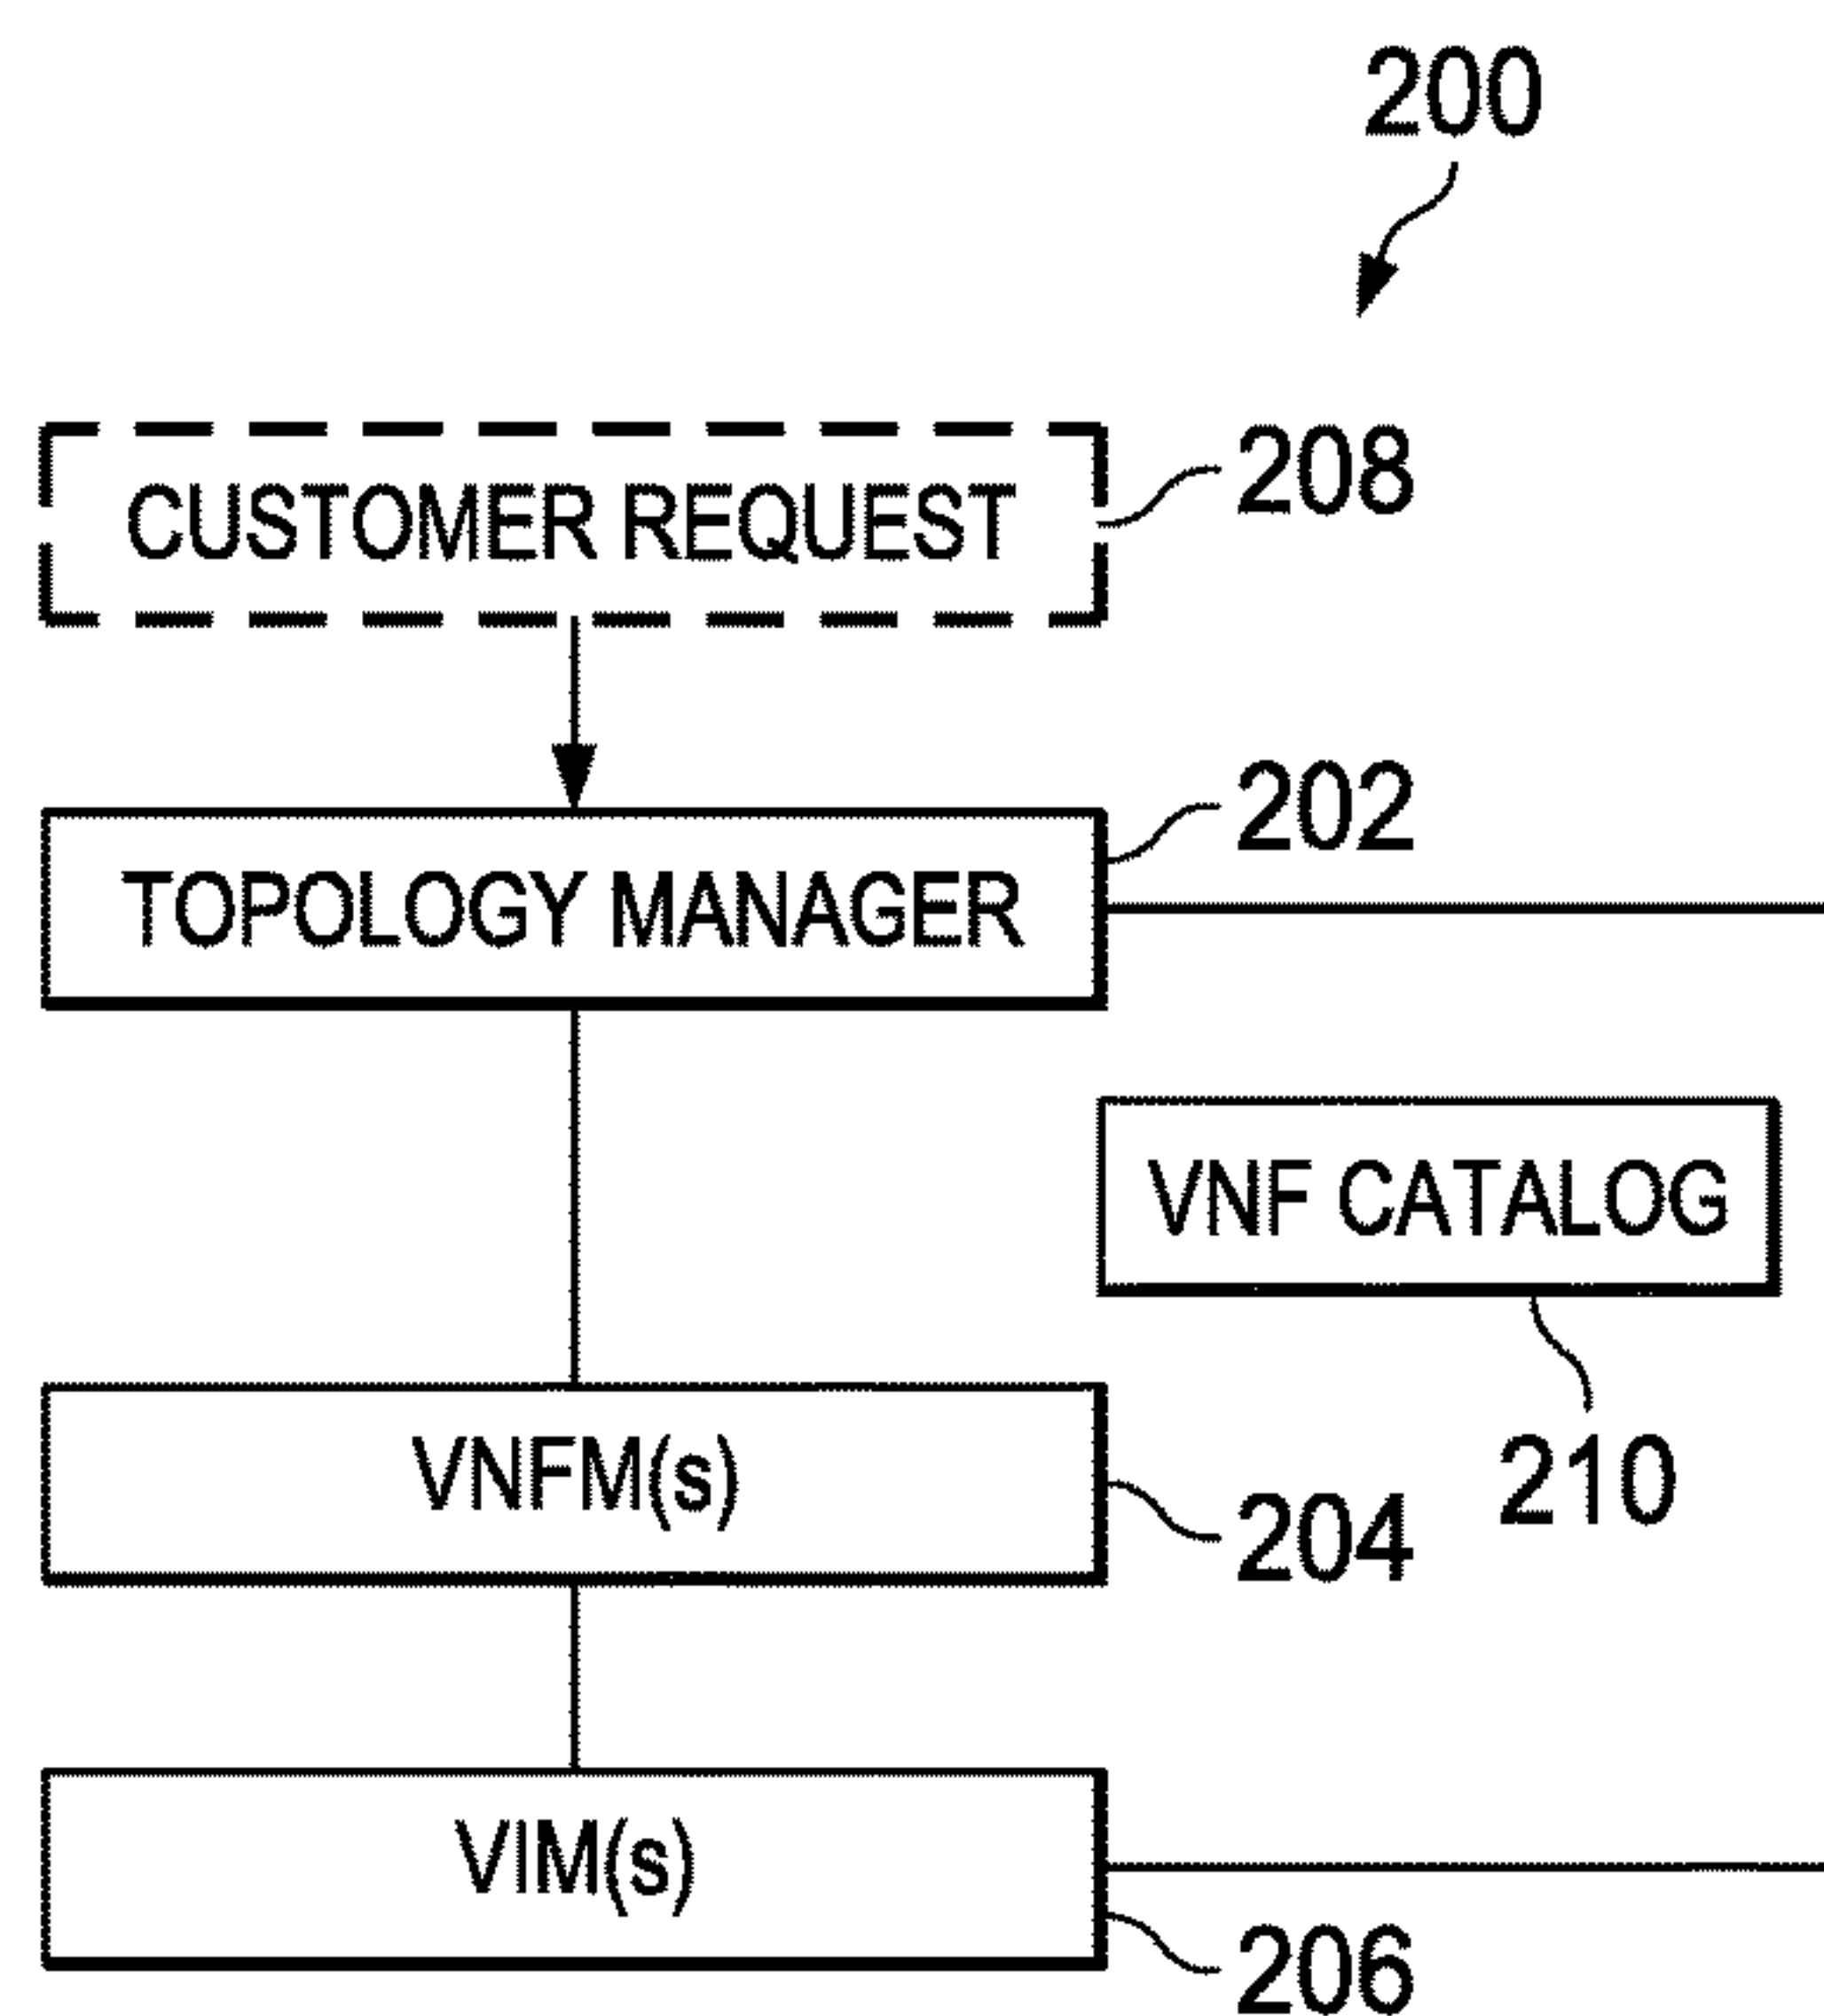 200
CUSTOMER REQUEST
208
TOPOLOGY MANAGER
202
VNF CATALOG
210
VNFM(s)
204
VIM(s)
206